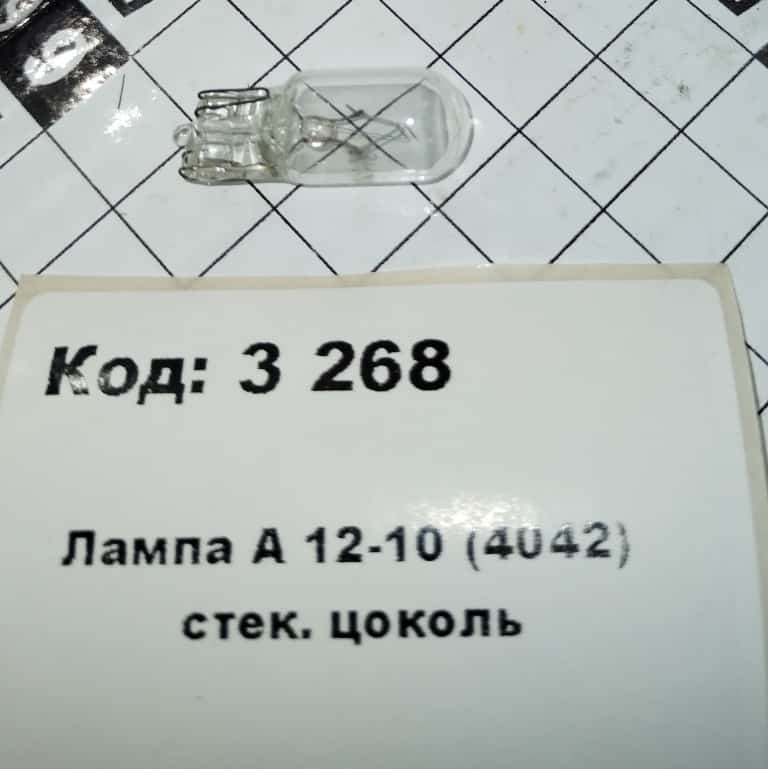 Код: 3 268
Лампа А 12-10 (4042)
стек. цоколь